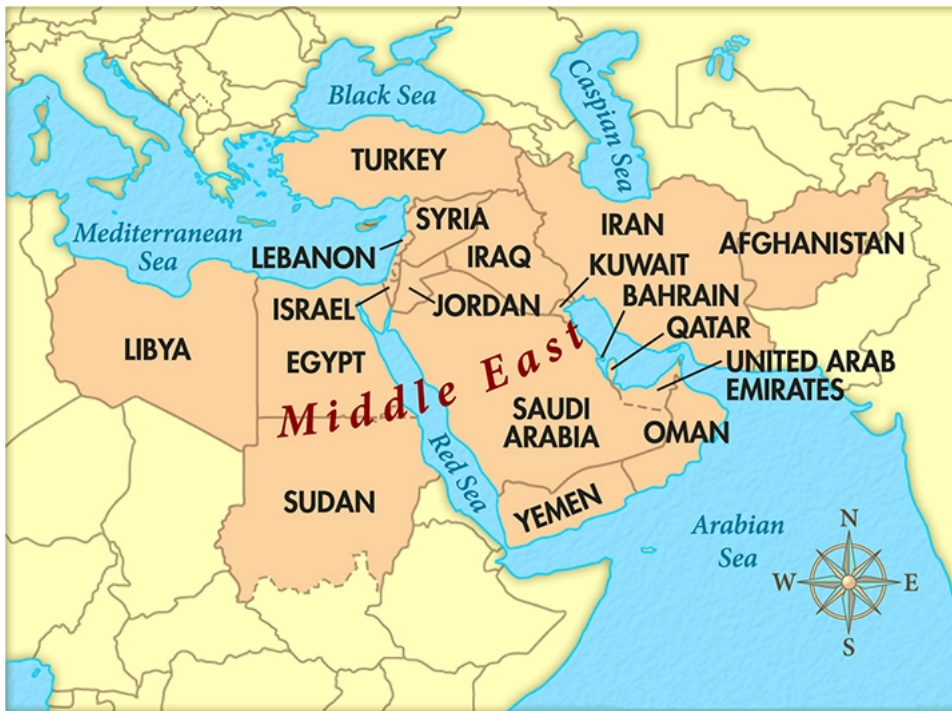 Black Sea
Caspian Sea
TURKEY
Mediterranean
Sea
SYRIA
LEBANON
IRAQ
IRAN
AFGHANISTAN
ISRAEL
JORDAN
KUWAIT
BAHRAIN
QATAR
UNITED ARAB
EMIRATES
LIBYA
EGYPT
Middle East
SAUDI
ARABIA
OMAN
Red Sea
SUDAN
YEMEN
Arabian
Sea
N
W
E
S